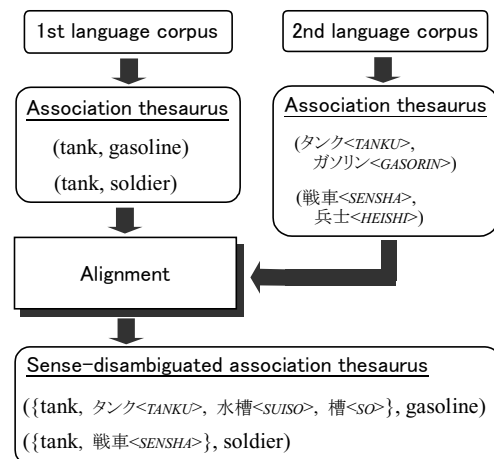 1st language corpus
2nd language corpus
Association thesaurus
(tank, gasoline)
(tank, soldier)
Association thesaurus
(タンク<TANKU>,
ガソリン<GASORIN>)
(戦車<SENSHA>,
兵士<HEISHI>)
Alignment
Sense-disambiguated association thesaurus
({tank, タンク<TANKU>, 水槽<SUISO>, 槽<SO>}, gasoline)
({tank, 戦車<SENSHA>}, soldier)